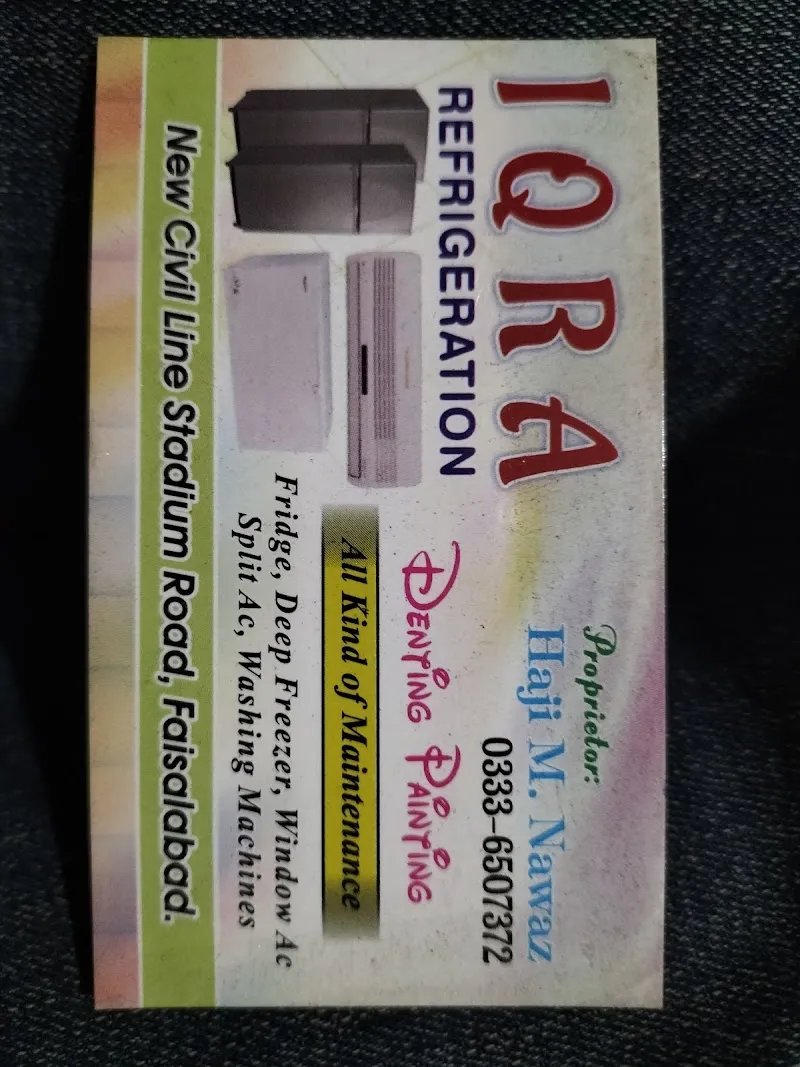 IQRA
REFRIGERATION
Proprietor:
Haji M. Nawaz
0333-6507372
Denying Painting
All Kind of Maintenance
Fridge, Deep Freezer, Window Ac
Split Ac, Washing Machines
New Civil Line Stadium Road, Faisalabad.